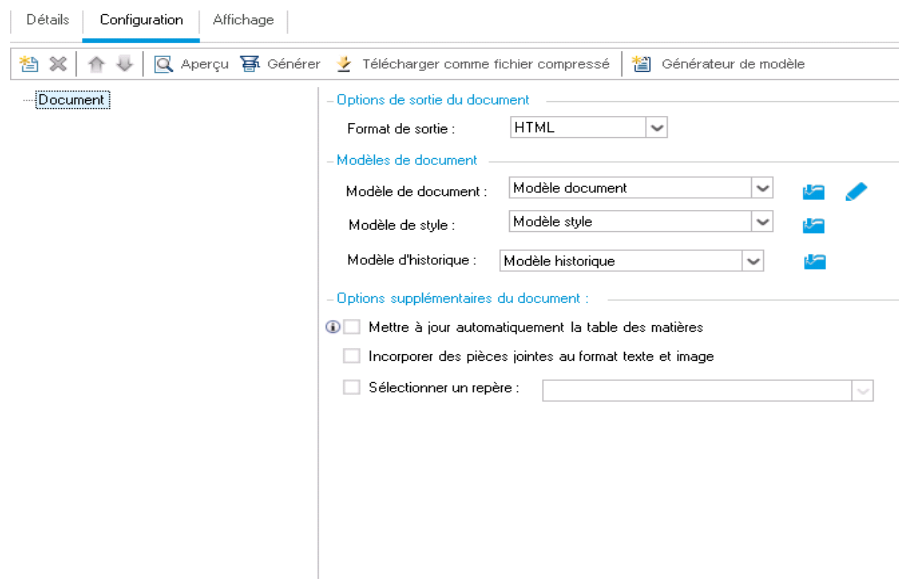 Détails Configuration Affichage
Aperçu Générer Télécharger comme fichier compressé Générateur de modèle
Document
Options de sortie du document
Format de sortie : HTML
Modèles de document
Modèle de document : Modèle document
Modèle de style : Modèle style
Modèle d'historique : Modèle historique
Options supplémentaires du document :
Mettre à jour automatiquement la table des matières
Incorporer des pièces jointes au format texte et image
Sélectionner un repère :